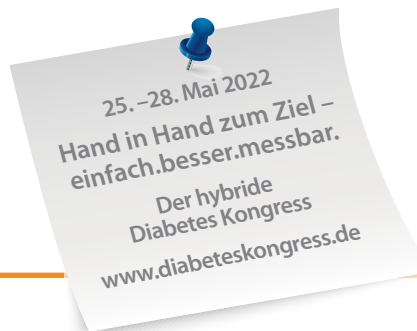 25.–28. Mai 2022
Hand in Hand zum Ziel –
einfach.besser.messbar.
Der hybride
Diabetes Kongress
www.diabeteskongress.de